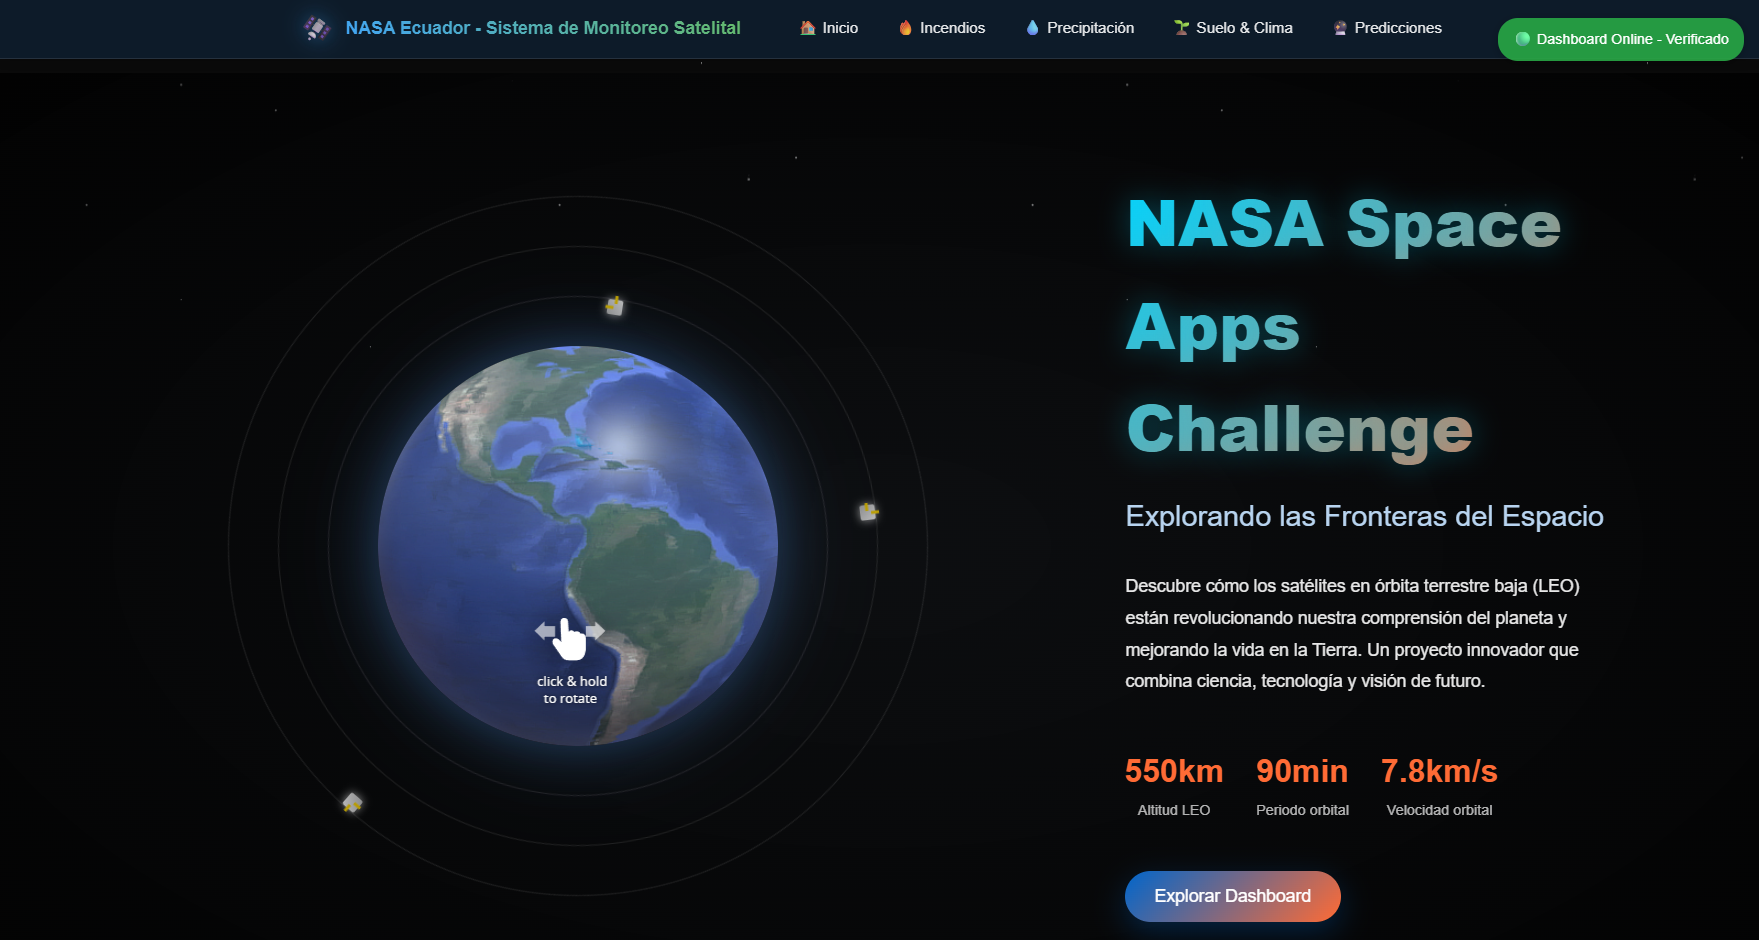 NASA Ecuador - Sistema de Monitoreo Satelital
Inicio
Incendios
Precipitación
Suelo & Clima
Predicciones
Dashboard Online - Verificado
NASA Space
Apps
Challenge
Explorando las Fronteras del Espacio
Descubre cómo los satélites en órbita terrestre baja (LEO)
están revolucionando nuestra comprensión del planeta y
mejorando la vida en la Tierra. Un proyecto innovador que
combina ciencia, tecnología y visión de futuro.
click & hold
to rotate
550km
Altitud LEO
90min
Periodo orbital
7.8km/s
Velocidad orbital
Explorar Dashboard